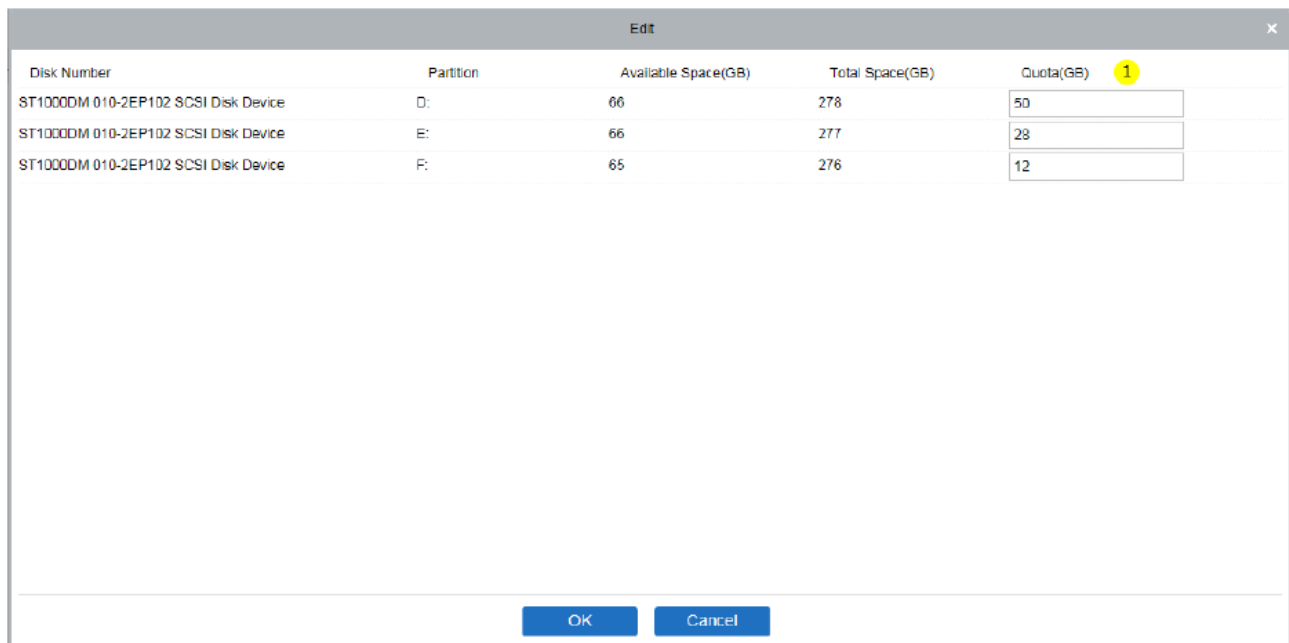 Edit ×
Disk Number Partition Available Space(GB) Total Space(GB) Quota(GB) 1
ST1000DM 010-2EP102 SCSI Disk Device D: 66 278 50
ST1000DM 010-2EP102 SCSI Disk Device E: 66 277 28
ST1000DM 010-2EP102 SCSI Disk Device F: 65 276 12
OK Cancel